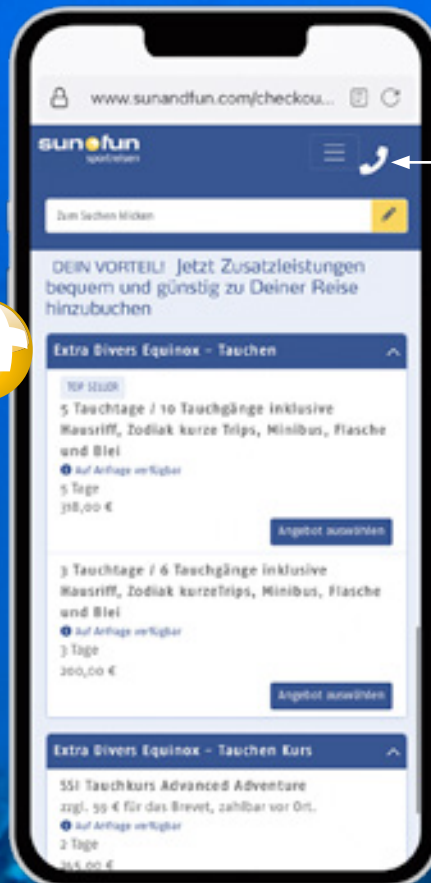 www.sunandfun.com/checkou...
sun fun
sportreisen
Zum Suchen klicken
DEIN VORTEIL! Jetzt Zusatzleistungen
bequem und günstig zu Deiner Reise
hinzubuchen
Extra Divers Equinox – Tauchen
TOP SELLER
5 Tauchtage / 10 Tauchgänge inklusive
Hausriff, Zodiak kurze Trips, Minibus, Flasche
und Blei
Auf Anfrage verfügbar
5 Tage
318,00 €
Angebot auswählen
3 Tauchtage / 6 Tauchgänge inklusive
Hausriff, Zodiak kurzeTrips, Minibus, Flasche
und Blei
Auf Anfrage verfügbar
3 Tage
200,00 €
Angebot auswählen
Extra Divers Equinox – Tauchen Kurs
SSI Tauchkurs Advanced Adventure
zzgl. 59 € für das Brevet, zahlbar vor Ort.
Auf Anfrage verfügbar
2 Tage